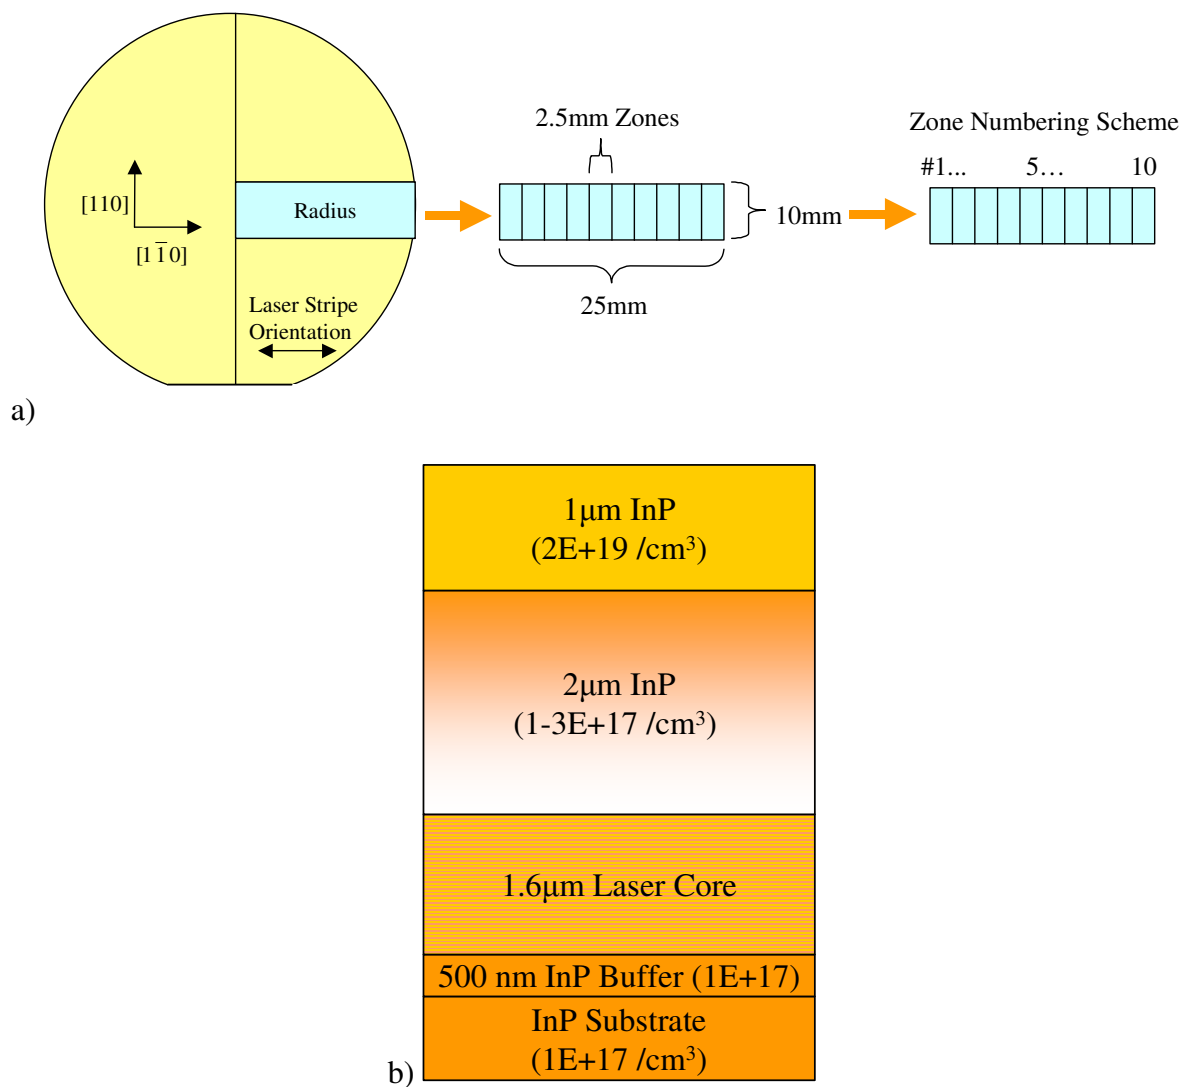 2.5mm Zones
Zone Numbering Scheme
#1...
5…
10
[110]
[11̅0]
Radius
10mm
25mm
Laser Stripe
Orientation
a)
1μm InP
(2E+19 /cm³)
2μm InP
(1-3E+17 /cm³)
1.6μm Laser Core
500 nm InP Buffer (1E+17)
InP Substrate
(1E+17 /cm³)
b)